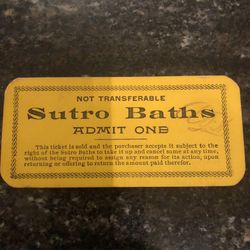 NOT TRANSFERABLE
Sutro Baths
ADMIT ONE
This ticket is sold and the purchaser accepts it subject to the
right of the Sutro Baths to take it up and cancel same at any time,
without being required to assign any reason for its action, upon
returning or offering to return the amount paid therefor.